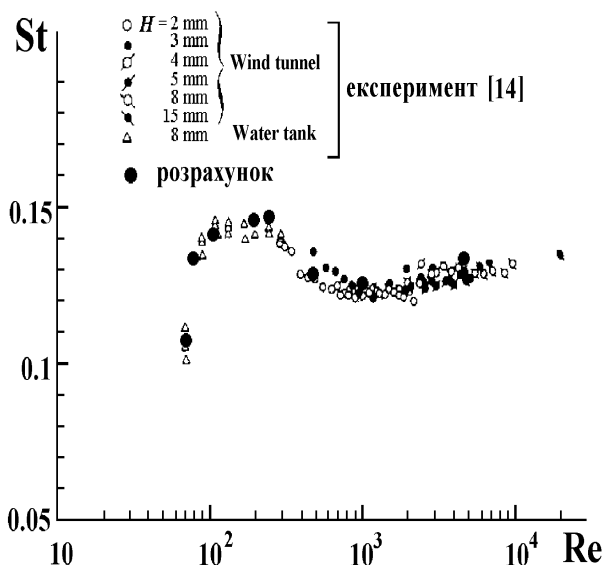 St
H = 2 mm
3 mm
4 mm
5 mm
8 mm
15 mm
8 mm
Wind tunnel
Water tank
експеримент [14]
розрахунок
0.15
0.1
0.05
10
10²
10³
10⁴
Re